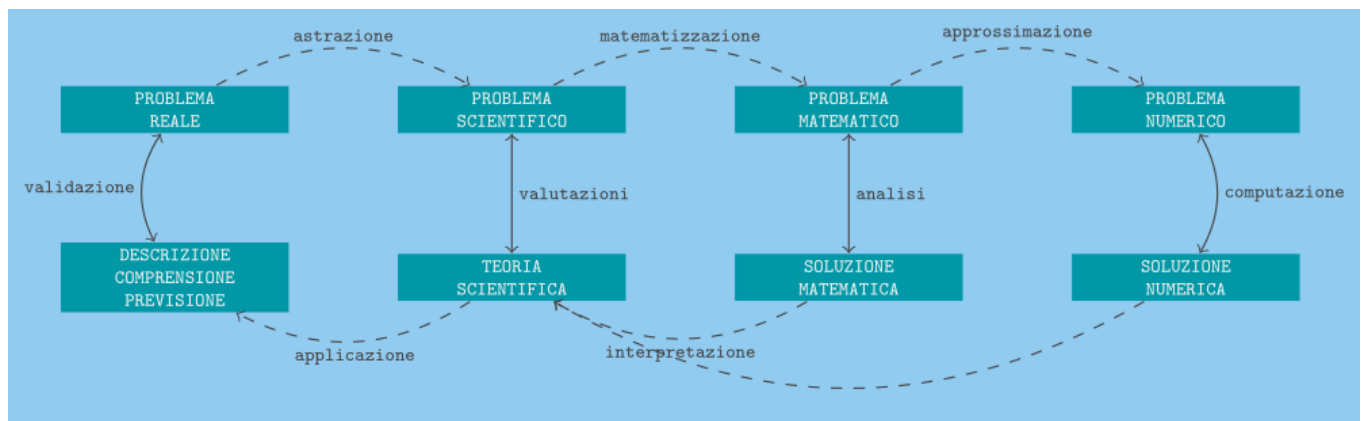 astrazione
matematizzazione
approssimazione
PROBLEMA
REALE
PROBLEMA
SCIENTIFICO
PROBLEMA
MATEMATICO
PROBLEMA
NUMERICO
validazione
valutazioni
analisi
computazione
DESCRIZIONE
COMPRENSIONE
PREVISIONE
TEORIA
SCIENTIFICA
SOLUZIONE
MATEMATICA
SOLUZIONE
NUMERICA
applicazione
interpretazione